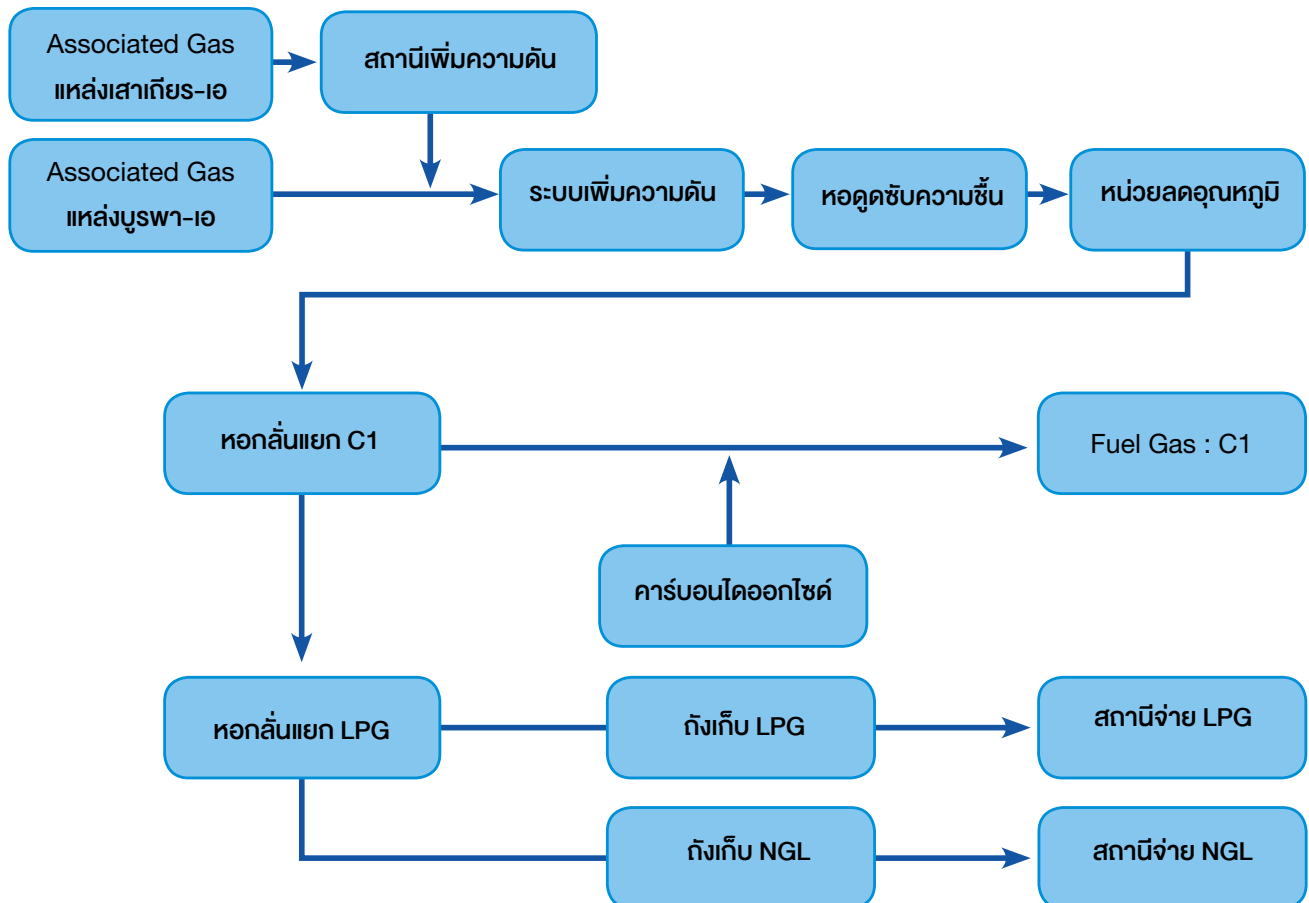 Associated Gas
แหล่งเสาเถียร-เอ
สถานีเพิ่มความดัน
Associated Gas
แหล่งบูรพา-เอ
ระบบเพิ่มความดัน
หอดูดซับความชื้น
หน่วยลดอุณหภูมิ
หอกลั่นแยก C1
Fuel Gas : C1
คาร์บอนไดออกไซด์
หอกลั่นแยก LPG
ถังเก็บ LPG
สถานีจ่าย LPG
ถังเก็บ NGL
สถานีจ่าย NGL